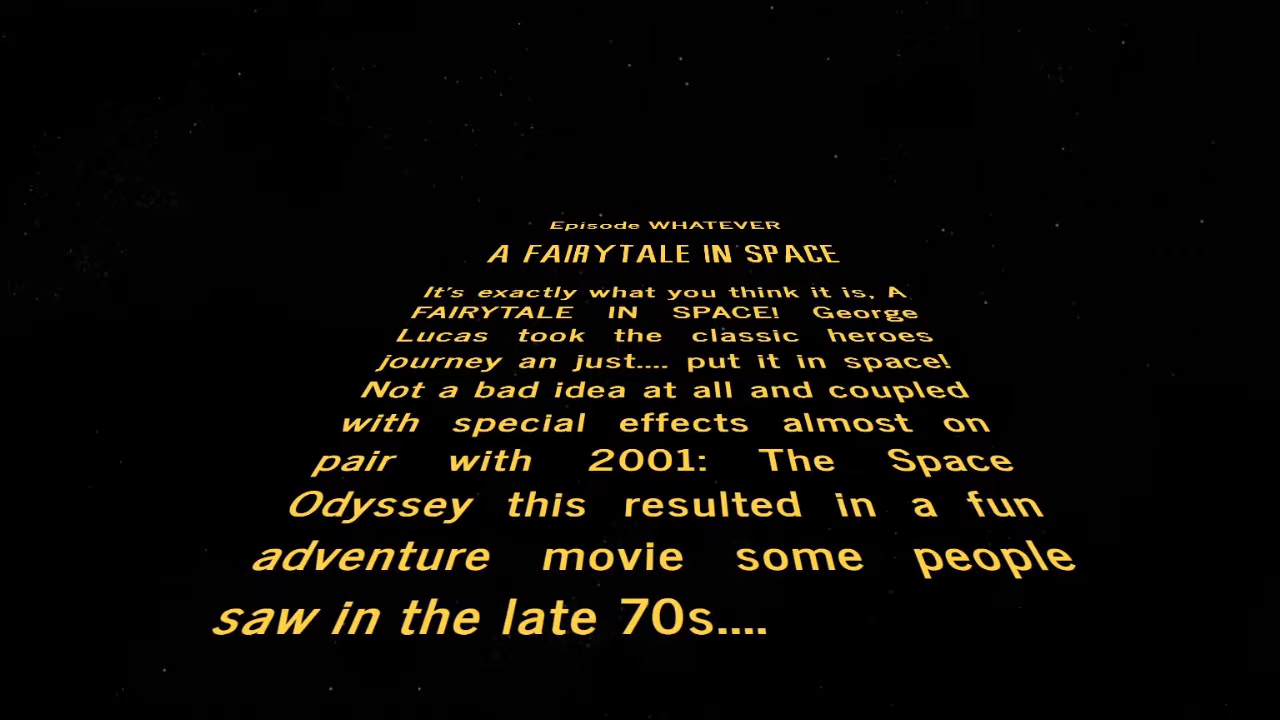 Episode WHATEVER
A FAIRYTALE IN SPACE
It's exactly what you think it is, A
FAIRYTALE IN SPACE! George
Lucas took the classic heroes
journey an just.... put it in space!
Not a bad idea at all and coupled
with special effects almost on
pair with 2001: The Space
Odyssey this resulted in a fun
adventure movie some people
saw in the late 70s....